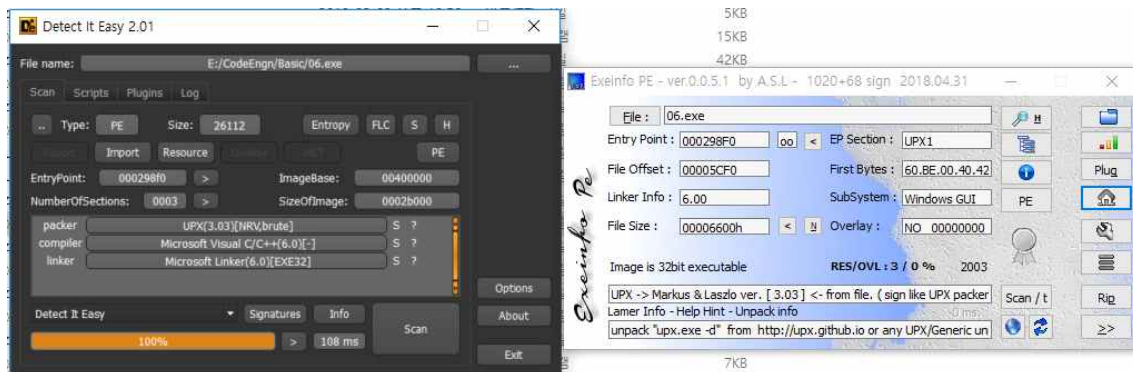 5KB
15KB
42KB
Detect It Easy 2.01
File name: E:/CodeEngn/Basic/06.exe ...
Scan Scripts Plugins Log
.. Type: PE Size: 26112 Entropy FLC S H
Import Resource PE
EntryPoint: 000298f0 > ImageBase: 00400000
NumberOfSections: 0003 > SizeOfImage: 0002b000
packer UPX(3.03)[NRV,brute] S ?
compiler Microsoft Visual C/C++(6.0)[-] S ?
linker Microsoft Linker(6.0)[EXE32] S ?
Options
Detect It Easy Signatures Info Scan About
100% > 108 ms
Exit
Exeinfo PE - ver.0.0.5.1 by A.S.L - 1020+68 sign 2018.04.31
Exeinfo Pe
File : 06.exe H
Entry Point : 000298F0 oo < EP Section : UPX1
File Offset : 00005CF0 First Bytes : 60.BE.00.40.42 Plug
Linker Info : 6.00 SubSystem : Windows GUI PE
File Size : 00006600h < N Overlay : NO 00000000
Image is 32bit executable RES/OVL : 3 / 0 % 2003
UPX -> Markus & Laszlo ver. [ 3.03 ] <- from file. ( sign like UPX packer Scan / t Rip
Lamer Info - Help Hint - Unpack info 0 ms.
unpack "upx.exe -d" from http://upx.github.io or any UPX/Generic un >>
7KB